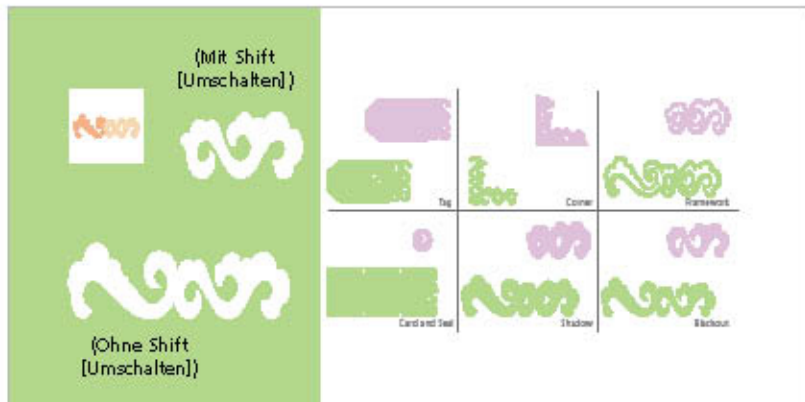 (Mit Shift
[Umschalten])
(Ohne Shift
[Umschalten])
Tag
Corner
Framework
Card and Seal
Shadow
Blackout